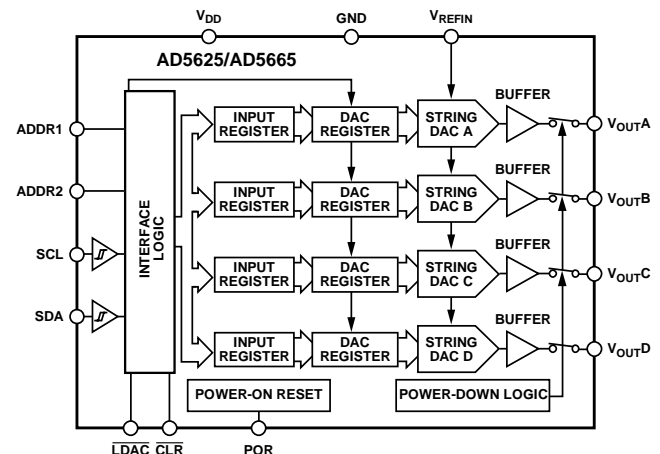 VDD
GND
VREFIN
AD5625/AD5665
BUFFER
ADDR1
INPUT
REGISTER
DAC
REGISTER
STRING
DAC A
VOUTA
ADDR2
BUFFER
INPUT
REGISTER
DAC
REGISTER
STRING
DAC B
VOUTB
INTERFACE
LOGIC
SCL
BUFFER
INPUT
REGISTER
DAC
REGISTER
STRING
DAC C
VOUTC
SDA
BUFFER
INPUT
REGISTER
DAC
REGISTER
STRING
DAC D
VOUTD
POWER-ON RESET
POWER-DOWN LOGIC
LDAC
CLR
POR